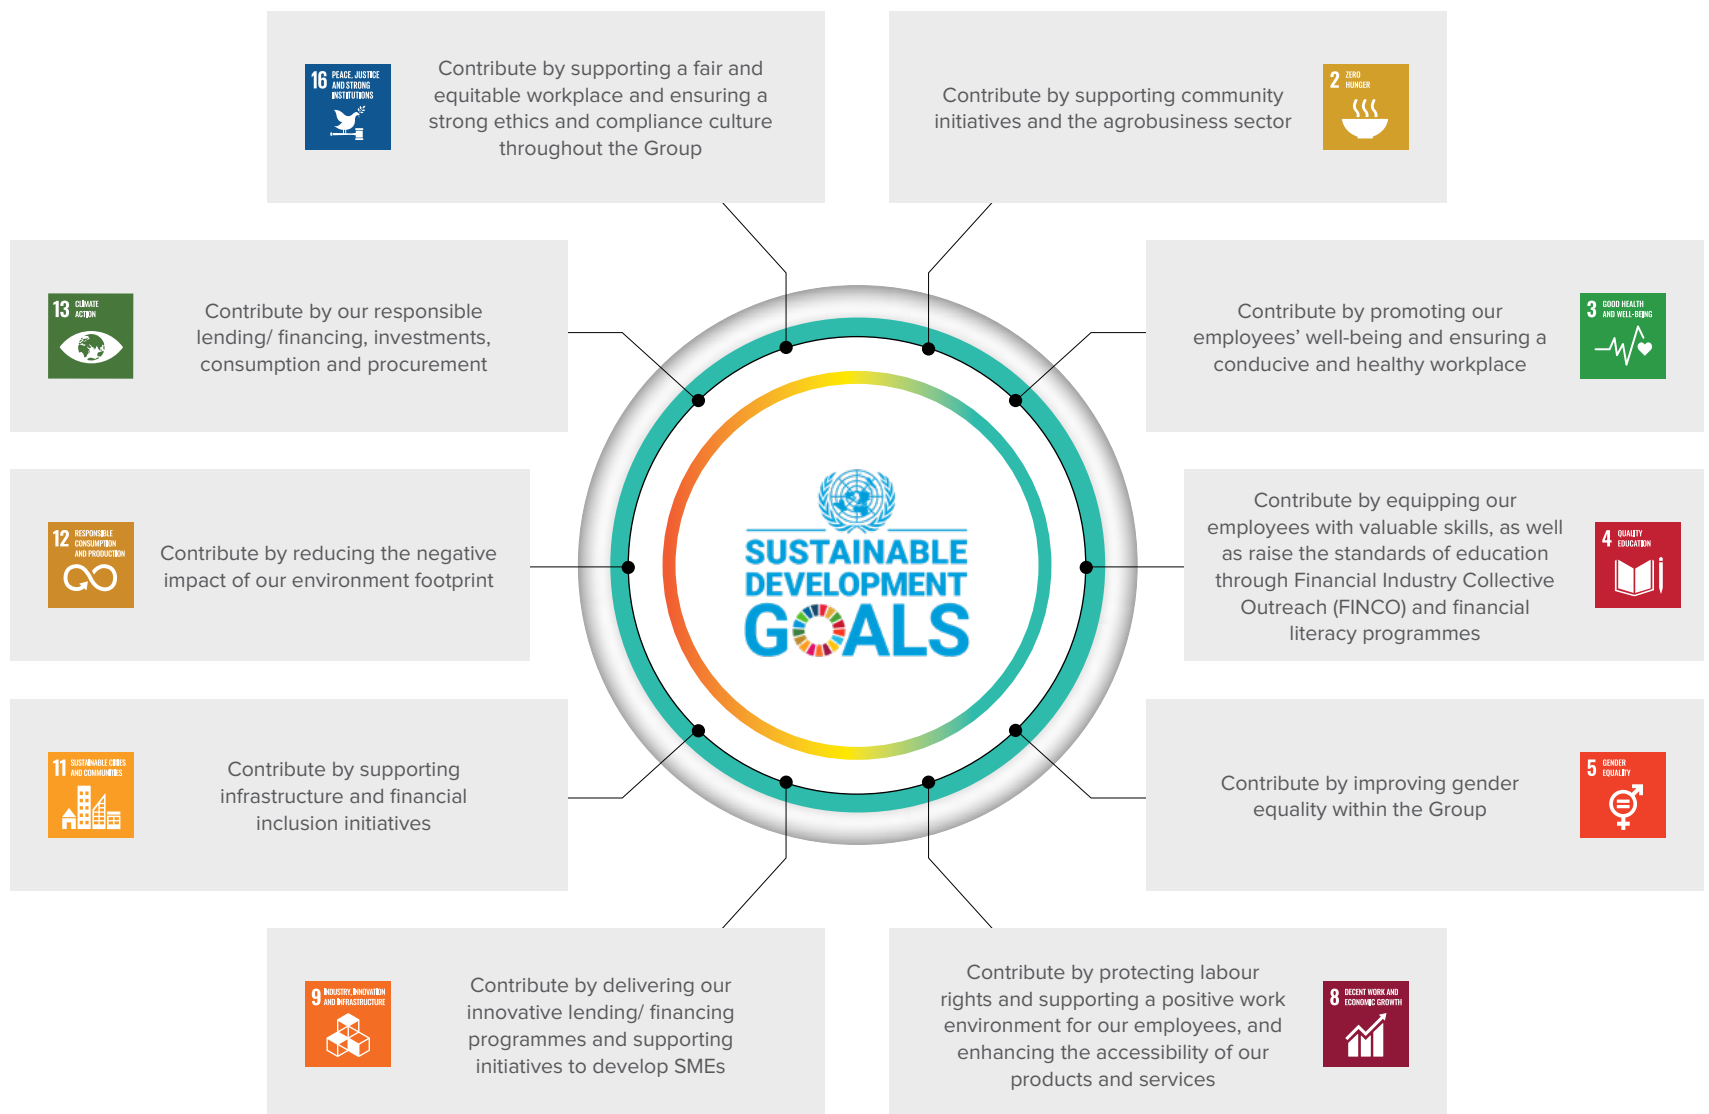 16 PEACE, JUSTICE
AND STRONG
INSTITUTIONS
Contribute by supporting a fair and
equitable workplace and ensuring a
strong ethics and compliance culture
throughout the Group
Contribute by supporting community
initiatives and the agrobusiness sector
2 ZERO
HUNGER
13 CLIMATE
ACTION
Contribute by our responsible
lending/ financing, investments,
consumption and procurement
Contribute by promoting our
employees’ well-being and ensuring a
conducive and healthy workplace
3 GOOD HEALTH
AND WELL-BEING
12 RESPONSIBLE
CONSUMPTION
AND PRODUCTION
Contribute by reducing the negative
impact of our environment footprint
SUSTAINABLE
DEVELOPMENT
GOALS
Contribute by equipping our
employees with valuable skills, as well
as raise the standards of education
through Financial Industry Collective
Outreach (FINCO) and financial
literacy programmes
4 QUALITY
EDUCATION
11 SUSTAINABLE CITIES
AND COMMUNITIES
Contribute by supporting
infrastructure and financial
inclusion initiatives
Contribute by improving gender
equality within the Group
5 GENDER
EQUALITY
9 INDUSTRY, INNOVATION
AND INFRASTRUCTURE
Contribute by delivering our
innovative lending/ financing
programmes and supporting
initiatives to develop SMEs
Contribute by protecting labour
rights and supporting a positive work
environment for our employees, and
enhancing the accessibility of our
products and services
8 DECENT WORK AND
ECONOMIC GROWTH